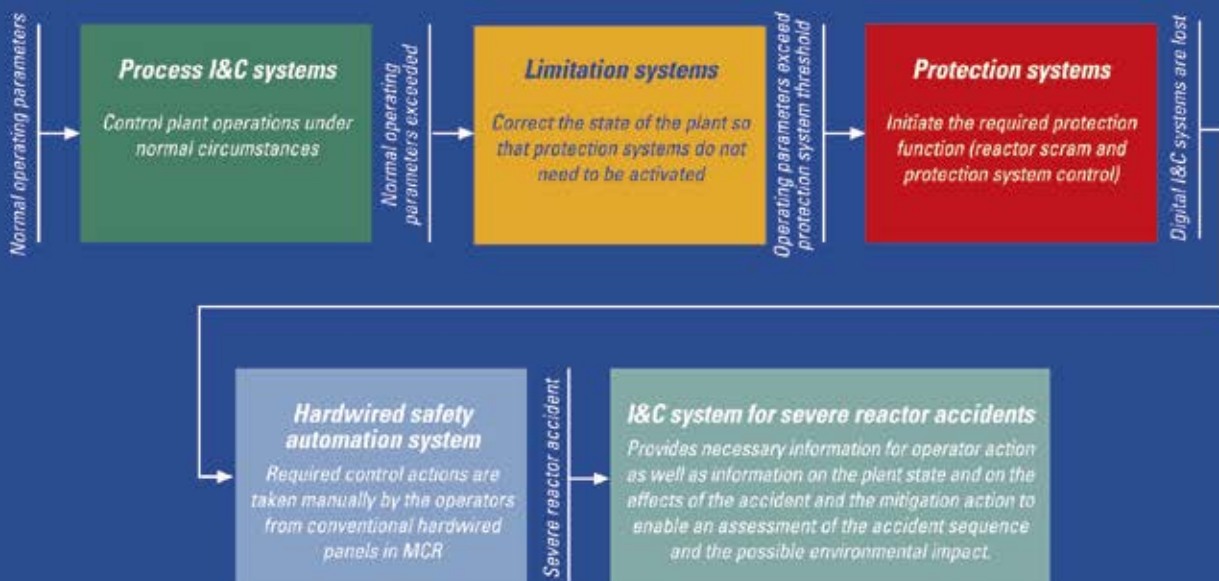 Normal operating parameters
Process I&C systems
Control plant operations under
normal circumstances
Normal operating
parameters exceeded
Limitation systems
Correct the state of the plant so
that protection systems do not
need to be activated
Operating parameters exceed
protection system threshold
Protection systems
Initiate the required protection
function (reactor scram and
protection system control)
Digital I&C systems are lost
Hardwired safety
automation system
Required control actions are
taken manually by the operators
from conventional hardwired
panels in MCR
Severe reactor accident
I&C system for severe reactor accidents
Provides necessary information for operator action
as well as information on the plant state and on the
effects of the accident and the mitigation action to
enable an assessment of the accident sequence
and the possible environmental impact.